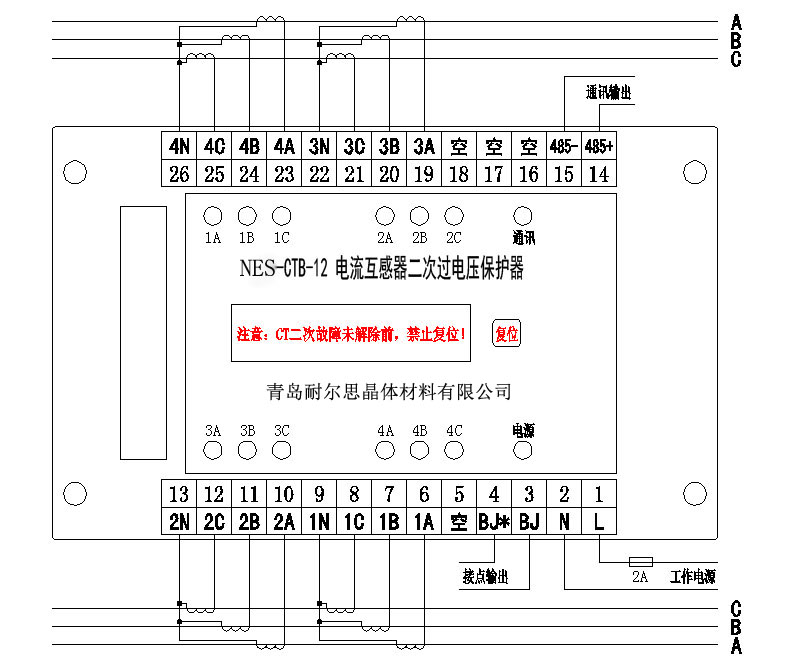 A
B
C
通讯输出
4N 4C 4B 4A 3N 3C 3B 3A 空 空 空 485- 485+
26 25 24 23 22 21 20 19 18 17 16 15 14
1A 1B 1C 2A 2B 2C 通讯
NES-CTB-12 电流互感器二次过电压保护器
注意：CT二次故障未解除前，禁止复位！ 复位
青岛耐尔思晶体材料有限公司
3A 3B 3C 4A 4B 4C 电源
13 12 11 10 9 8 7 6 5 4 3 2 1
2N 2C 2B 2A 1N 1C 1B 1A 空 BJ* BJ N L
接点输出 2A 工作电源
C
B
A